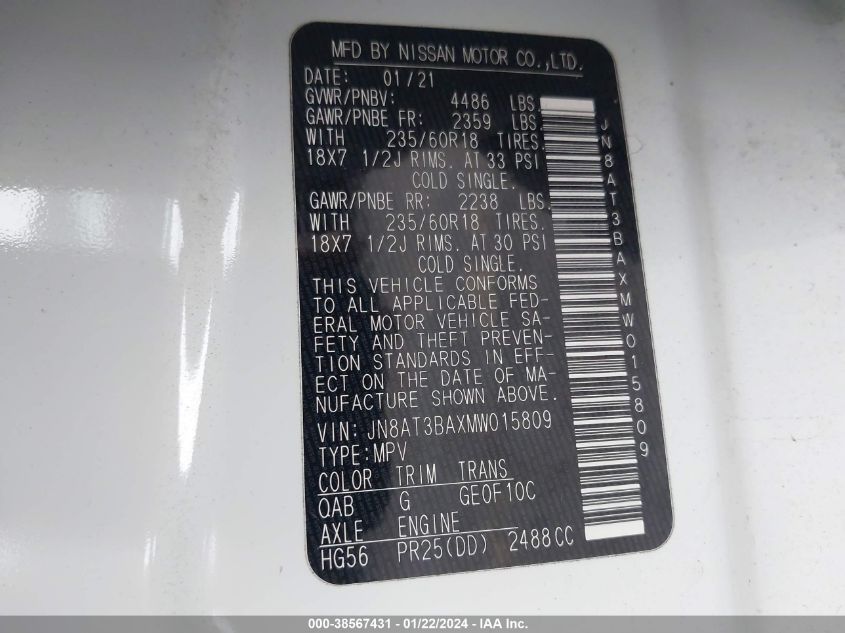 MFD BY NISSAN MOTOR CO.,LTD.
DATE: 01/21
GVWR/PNBV: 4486 LBS
GAWR/PNBE FR: 2359 LBS
WITH 235/60R18 TIRES.
18X7 1/2J RIMS. AT 33 PSI
COLD SINGLE.
GAWR/PNBE RR: 2238 LBS.
WITH 235/60R18 TIRES.
18X7 1/2J RIMS. AT 30 PSI
COLD SINGLE.
THIS VEHICLE CONFORMS
TO ALL APPLICABLE FED-
ERAL MOTOR VEHICLE SA-
FETY AND THEFT PREVEN-
TION STANDARDS IN EFF-
ECT ON THE DATE OF MA-
NUFACTURE SHOWN ABOVE.
VIN: JN8AT3BAXMW015809
TYPE:MPV
COLOR TRIM TRANS
QAB G GE0F10C
AXLE ENGINE
HG56 PR25(DD) 2488CC
JN8AT3BAXMW015809
000-38567431 - 01/22/2024 - IAA Inc.